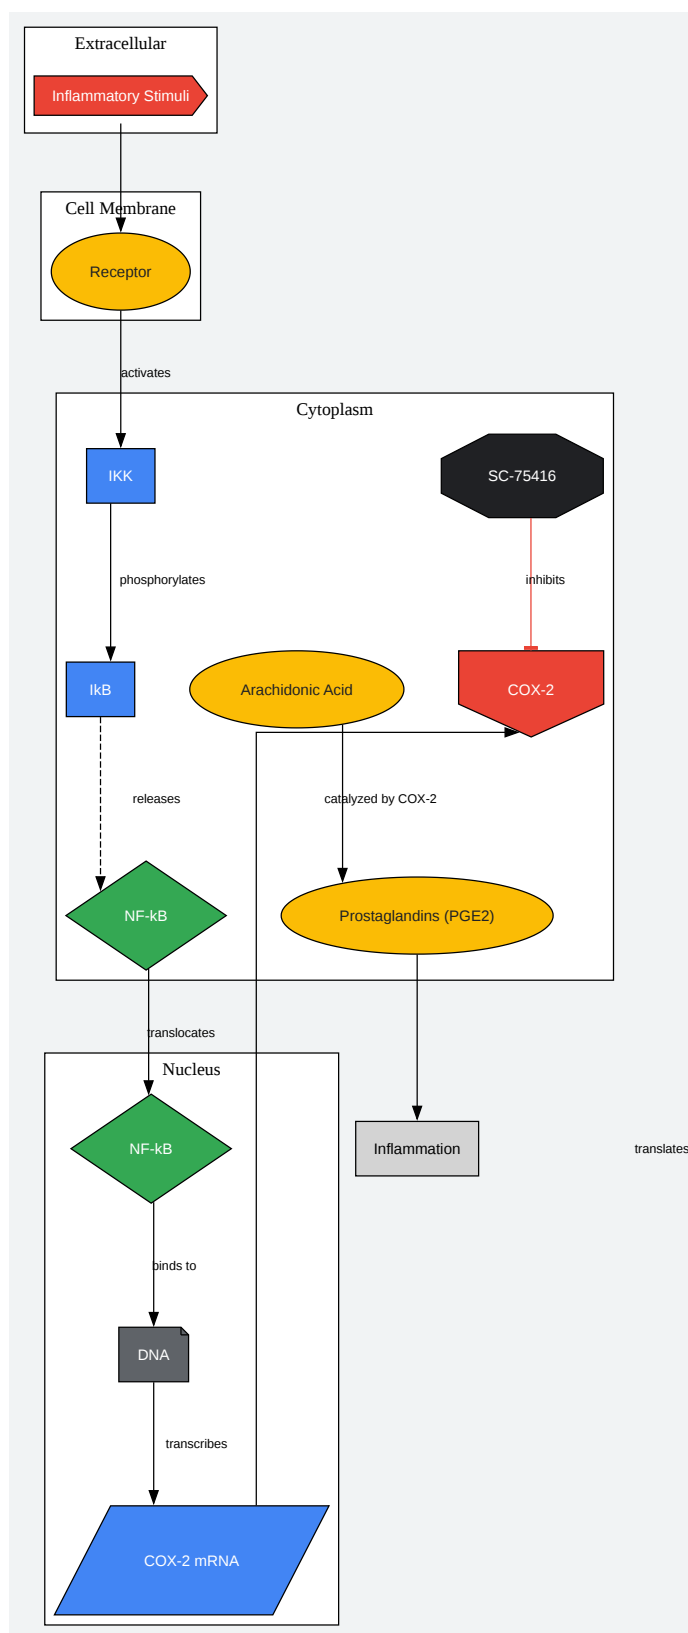 Extracellular
Inflammatory Stimuli
Cell Membrane
Receptor
activates
Cytoplasm
IKK
SC-75416
phosphorylates
inhibits
IkB
Arachidonic Acid
COX-2
releases
catalyzed by COX-2
NF-kB
Prostaglandins (PGE2)
translocates
Nucleus
NF-kB
Inflammation
translates
binds to
DNA
transcribes
COX-2 mRNA